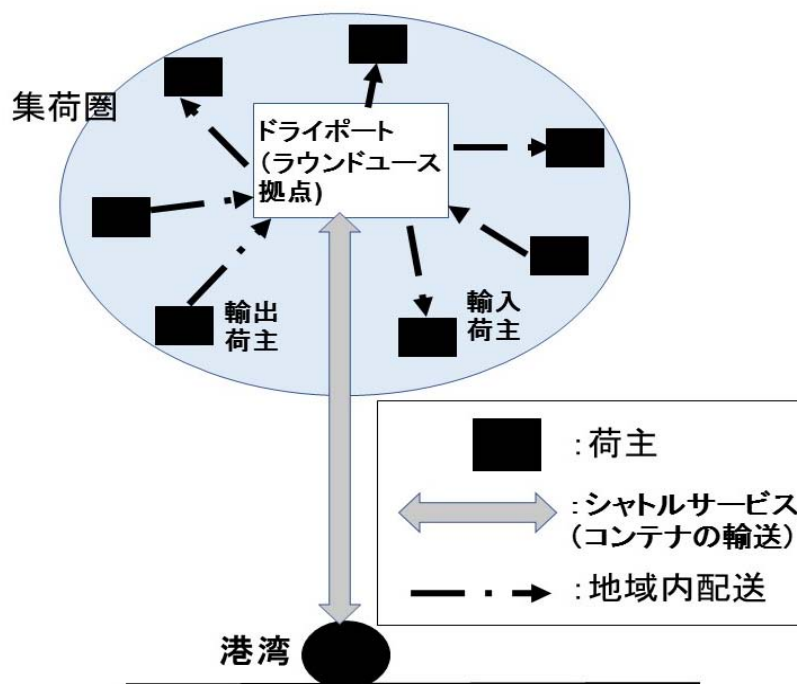 集荷圏
ドライポート
（ラウンドユース
拠点)
輸出
荷主
輸入
荷主
：荷主
：シャトルサービス
（コンテナの輸送）
：地域内配送
港湾